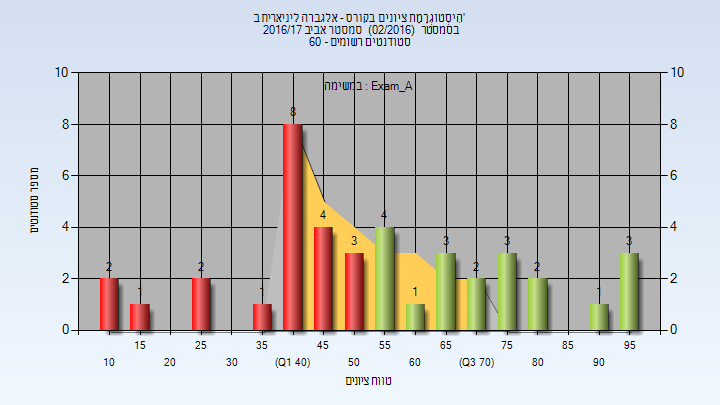 היסטוגרמת ציונים בקורס - אלגברה ליניארית ב'
בסמסטר (02/2016) סמסטר אביב 2016/17
60 - סטודנטים רשומים
במשימה : Exam_A
מספר סטודנטים
10 8 6 4 2 0
10 8 6 4 2 0
2 1 2 1 8 4 3 4 1 3 2 3 2 1 3
15 25 35 45 55 65 75 85 95
10 20 30 (Q1 40) 50 60 (Q3 70) 80 90
טווח ציונים